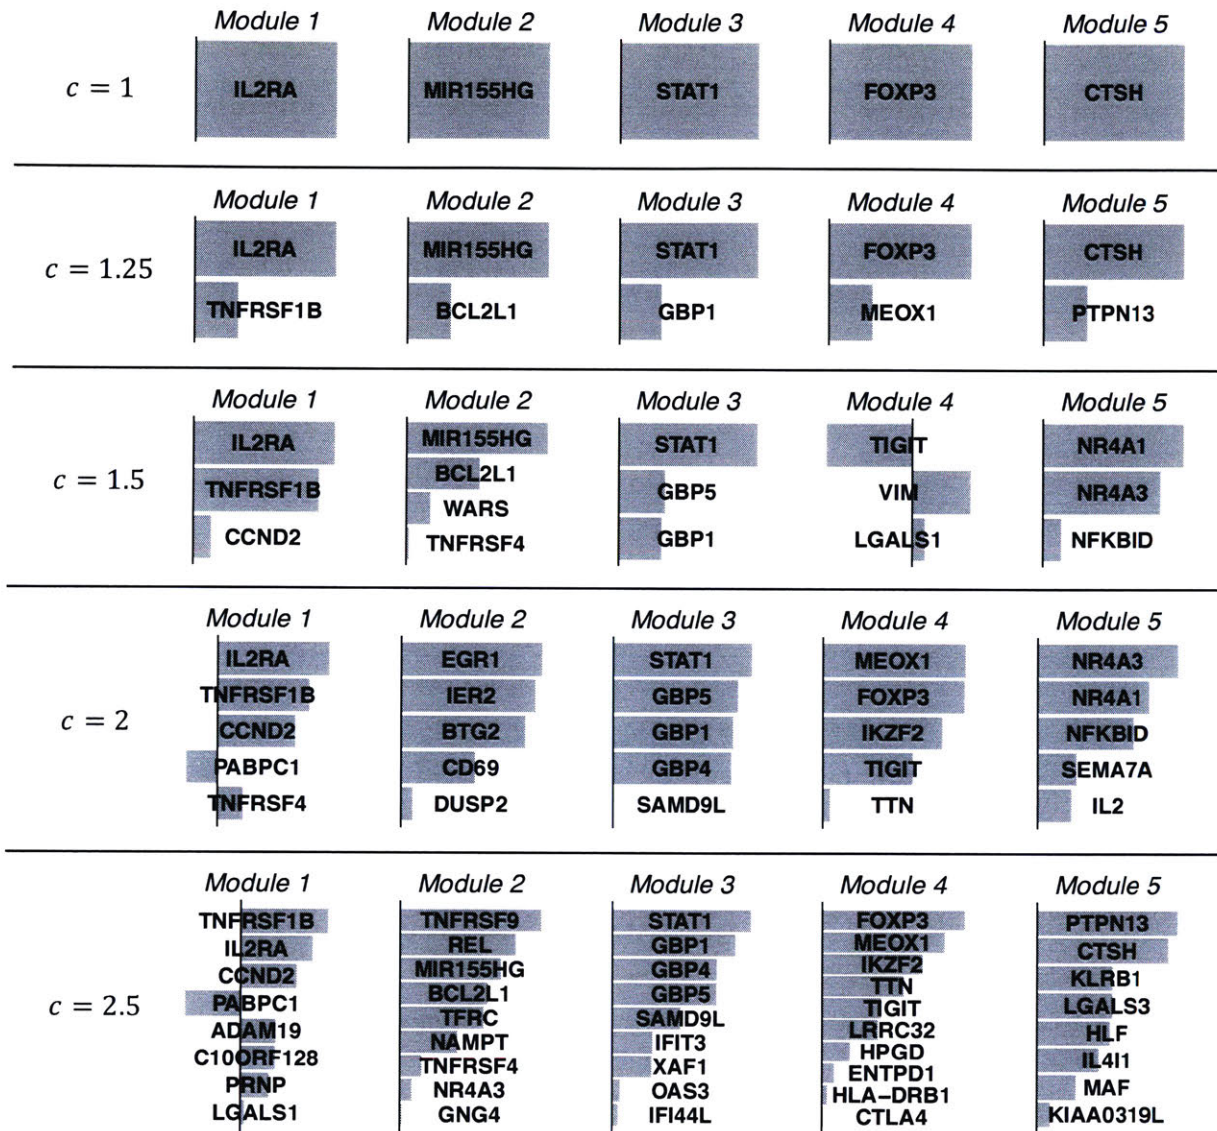 Module 1 Module 2 Module 3 Module 4 Module 5
c = 1
IL2RA MIR155HG STAT1 FOXP3 CTSH
Module 1 Module 2 Module 3 Module 4 Module 5
c = 1.25
IL2RA MIR155HG STAT1 FOXP3 CTSH
TNFRSF1B BCL2L1 GBP1 MEOX1 PTPN13
Module 1 Module 2 Module 3 Module 4 Module 5
c = 1.5
IL2RA
TNFRSF1B
CCND2
MIR155HG
BCL2L1
WARS
TNFRSF4
STAT1
GBP5
GBP1
TIGIT
VIM
LGALS1
NR4A1
NR4A3
NFKBID
Module 1 Module 2 Module 3 Module 4 Module 5
c = 2
IL2RA EGR1 STAT1 MEOX1 NR4A3
TNFRSF1B IER2 GBP5 FOXP3 NR4A1
CCND2 BTG2 GBP1 IKZF2 NFKBID
PABPC1 CD69 GBP4 TIGIT SEMA7A
TNFRSF4 DUSP2 SAMD9L TTN IL2
Module 1 Module 2 Module 3 Module 4 Module 5
c = 2.5
TNFRSF1B
IL2RA
CCND2
PABPC1
ADAM19
C10ORF128
PRNP
LGALS1
TNFRSF9
REL
MIR155HG
BCL2L1
TFRC
NAMPT
TNFRSF4
NR4A3
GNG4
STAT1
GBP1
GBP4
GBP5
SAMD9L
IFIT3
XAF1
OAS3
IFI44L
FOXP3
MEOX1
IKZF2
TTN
TIGIT
LRRC32
HPGD
ENTPD1
HLA−DRB1
CTLA4
PTPN13
CTSH
KLRB1
LGALS3
HLF
IL4I1
MAF
KIAA0319L